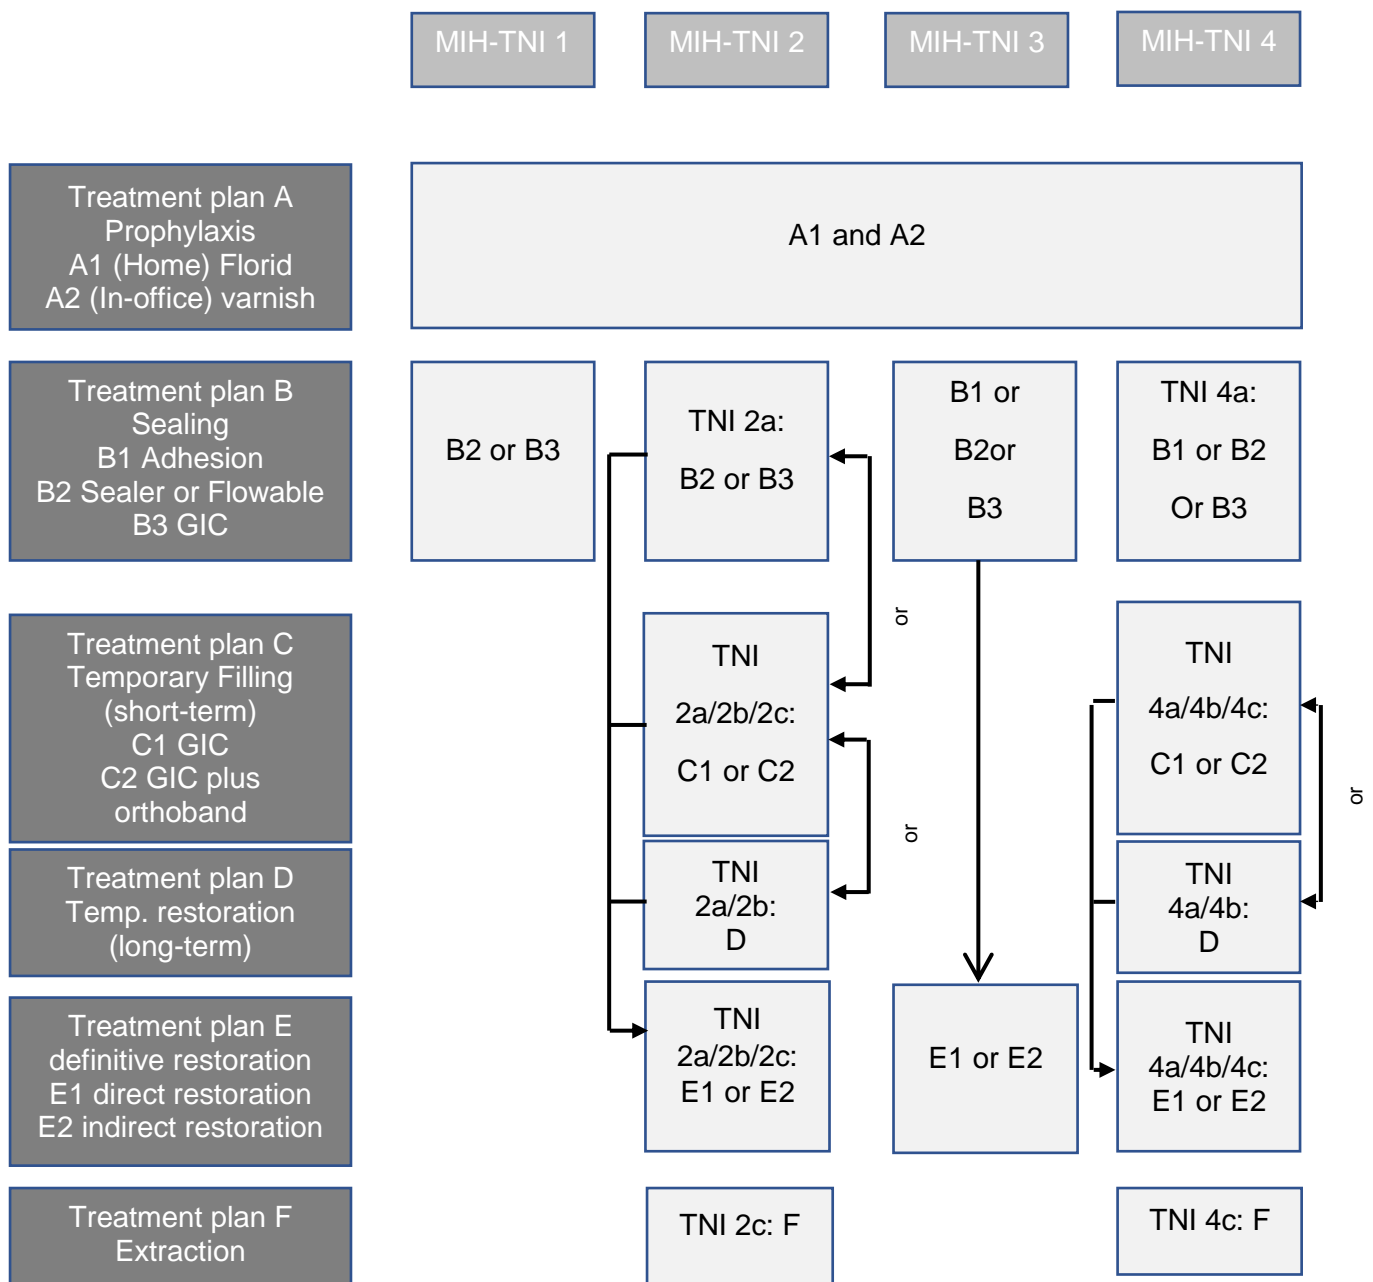 MIH-TNI 1
MIH-TNI 2
MIH-TNI 3
MIH-TNI 4
Treatment plan A
Prophylaxis
A1 (Home) Florid
A2 (In-office) varnish
A1 and A2
Treatment plan B
Sealing
B1 Adhesion
B2 Sealer or Flowable
B3 GIC
B2 or B3
TNI 2a:
B2 or B3
B1 or
B2or
B3
TNI 4a:
B1 or B2
Or B3
or
Treatment plan C
Temporary Filling
(short-term)
C1 GIC
C2 GIC plus
orthoband
TNI
2a/2b/2c:
C1 or C2
TNI
4a/4b/4c:
C1 or C2
or
or
Treatment plan D
Temp. restoration
(long-term)
TNI
2a/2b:
D
TNI
4a/4b:
D
Treatment plan E
definitive restoration
E1 direct restoration
E2 indirect restoration
TNI
2a/2b/2c:
E1 or E2
E1 or E2
TNI
4a/4b/4c:
E1 or E2
Treatment plan F
Extraction
TNI 2c: F
TNI 4c: F